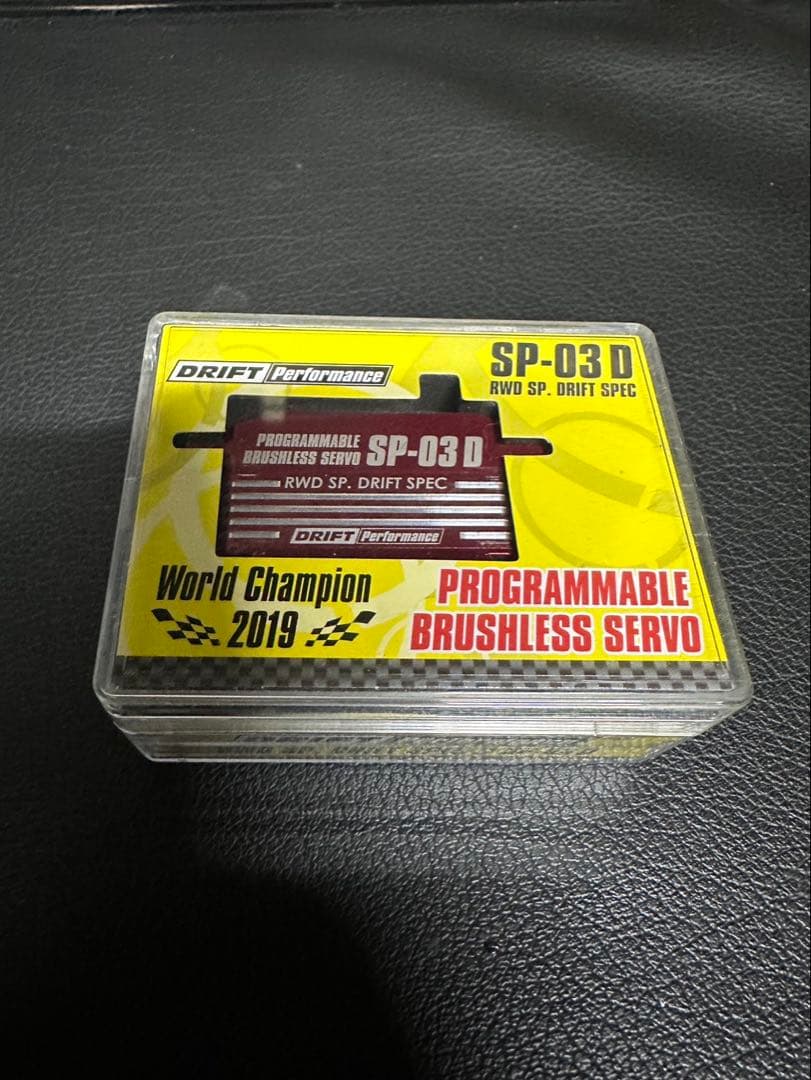 DRIFT Performance
SP-03 D
RWD SP. DRIFT SPEC
PROGRAMMABLE
BRUSHLESS SERVO SP-03 D
RWD SP. DRIFT SPEC
DRIFT Performance
World Champion
2019
PROGRAMMABLE
BRUSHLESS SERVO